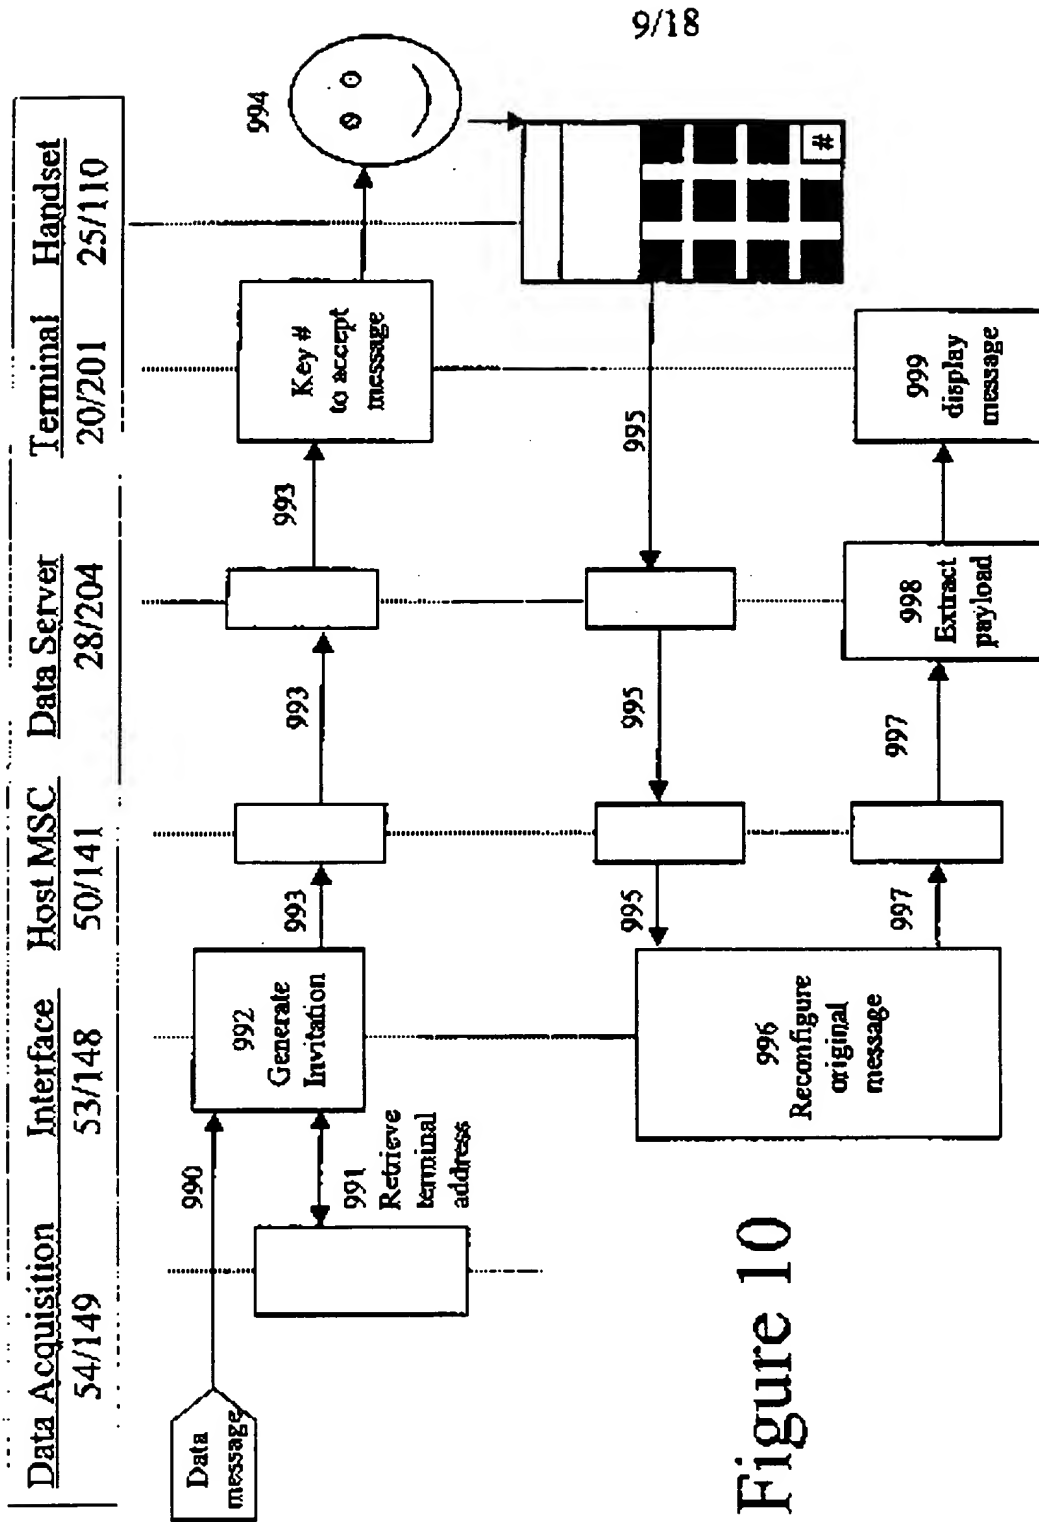 9/18
Data Acquisition Interface Host MSC Data Server Terminal Handset
54/149 53/148 50/141 28/204 20/201 25/110
Data
message
990
991
Retrieve
terminal
address
992
Generate
Invitation
993
993
993
Key #
to accept
message
994
#
995
995
995
996
Reconfigure
original
message
997
997
998
Extract
payload
999
display
message
Figure 10